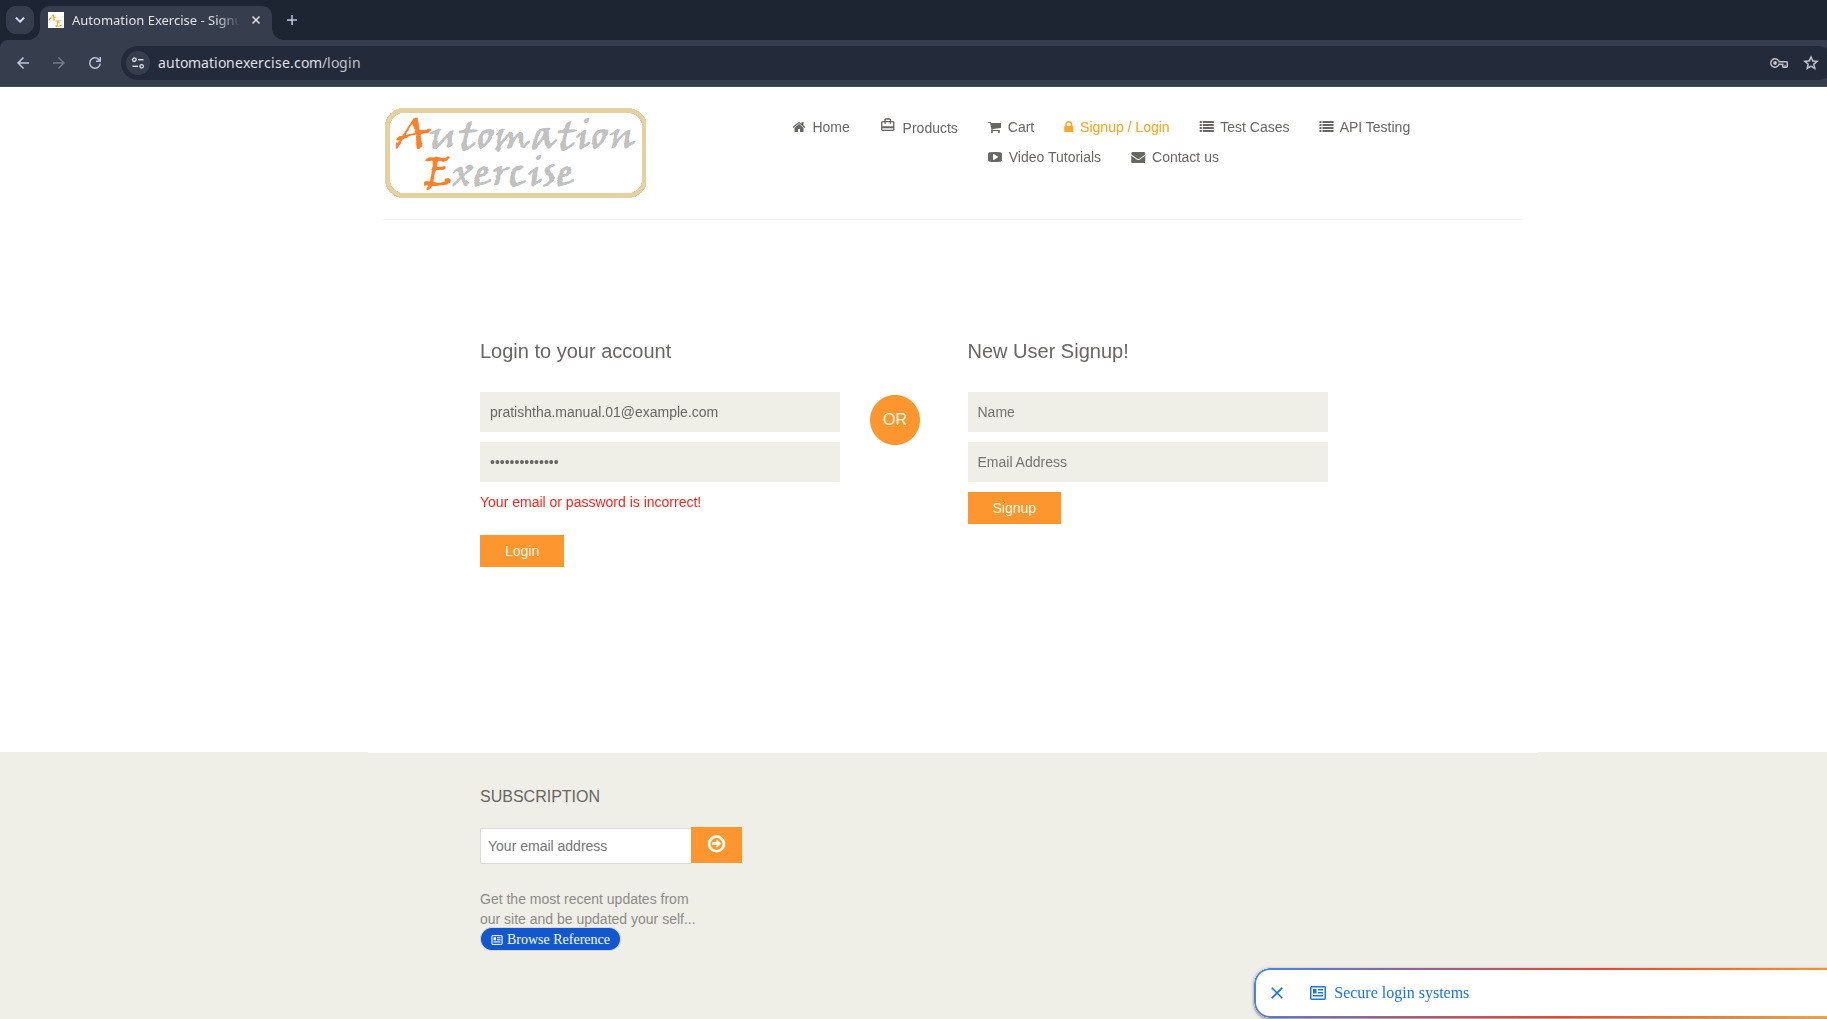 Automation Exercise - Sign
automationexercise.com/login
Automation
Exercise
Home
Products
Cart
Signup / Login
Test Cases
API Testing
Video Tutorials
Contact us
Login to your account
New User Signup!
pratishtha.manual.01@example.com
OR
Name
••••••••••••••
Email Address
Your email or password is incorrect!
Signup
Login
SUBSCRIPTION
Your email address
Get the most recent updates from
our site and be updated your self...
Browse Reference
Secure login systems